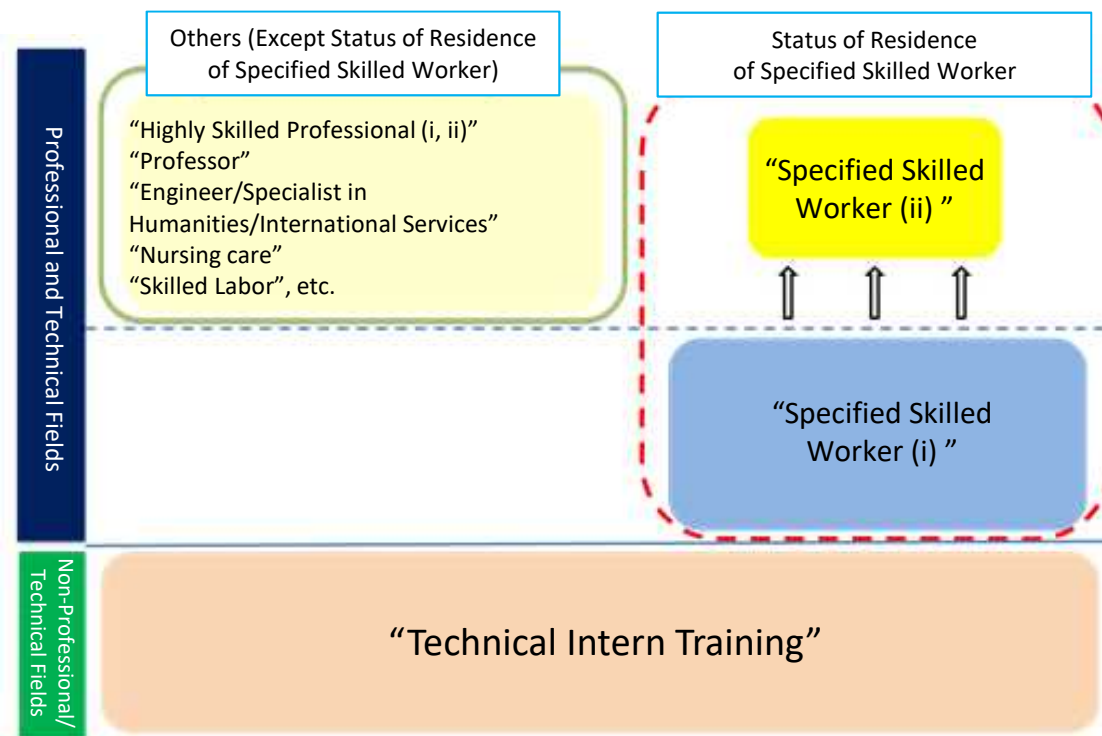 Others (Except Status of Residence
of Specified Skilled Worker)
Status of Residence
of Specified Skilled Worker
Professional and Technical
Fields
“Highly Skilled Professional (i, ii)”
“Professor”
“Engineer/Specialist in
Humanities/International Services”
“Nursing care”
“Skilled Labor”, etc.
“Specified Skilled
Worker (ii) ”
“Specified Skilled
Worker (i) ”
Non-Professional/
Technical Fields
“Technical Intern Training”